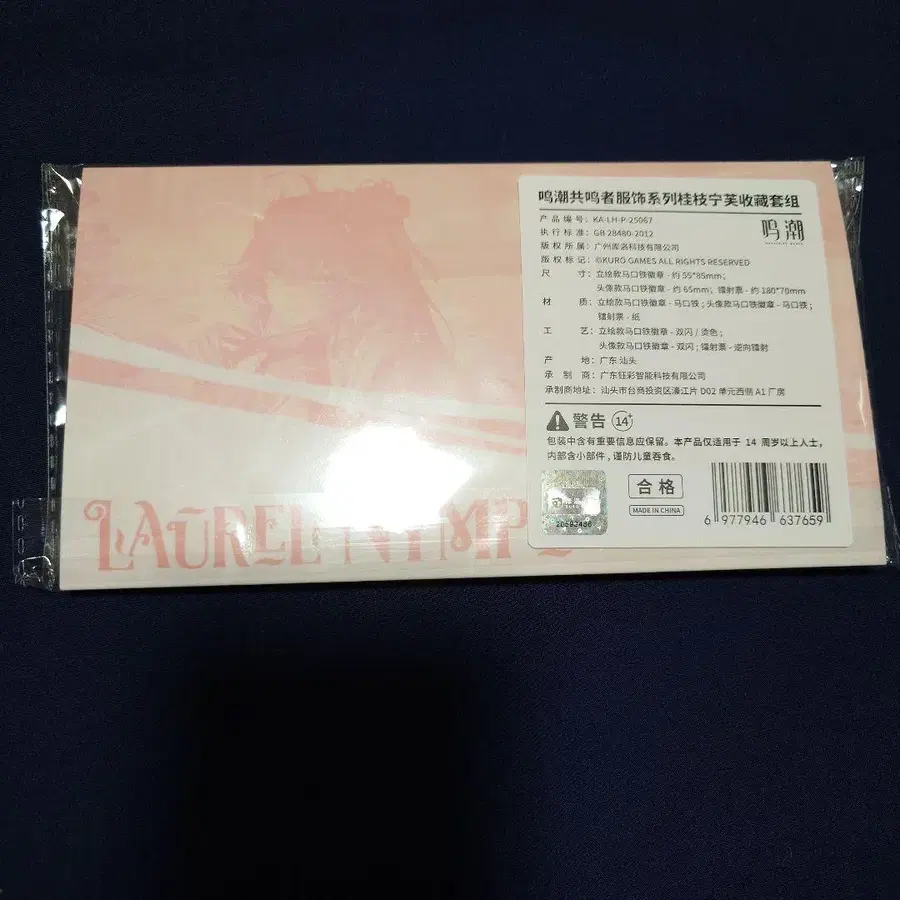 鸣潮共鸣者服饰系列桂枝宁芙收藏套组
产品编号：KA-LH-P-25067
执行标准：GB 28480-2012
版权所属：广州库洛科技有限公司
版权标记：©KURO GAMES ALL RIGHTS RESERVED
尺 寸：立绘款马口铁徽章 - 约 55*85mm；
头像款马口铁徽章 - 约 65mm；镭射票 - 约 180*70mm
材 质：立绘款马口铁徽章 - 马口铁；头像款马口铁徽章 - 马口铁；
镭射票 - 纸
工 艺：立绘款马口铁徽章 - 双闪 / 烫色；
头像款马口铁徽章 - 双闪；镭射票 - 逆向镭射
产 地：广东 汕头
承 制 商：广东钰彩智能科技有限公司
承制商地址：汕头市台商投资区濠江片 D02 单元西侧 A1 厂房
鸣潮
警告 14+
包装中含有重要信息应保留。本产品仅适用于 14 周岁以上人士，
内部含小部件，谨防儿童吞食。
合格
MADE IN CHINA
20592486
6 977946 637659
LAUREL NYMP